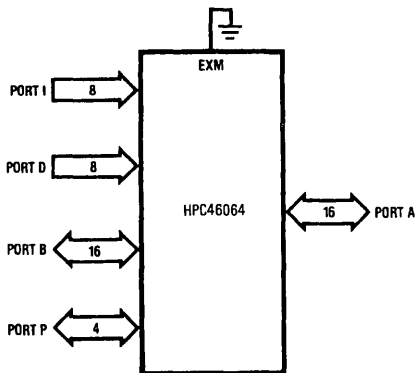 EXM
PORT I 8
PORT D 8
HPC46064
16 PORT A
PORT B 16
PORT P 4